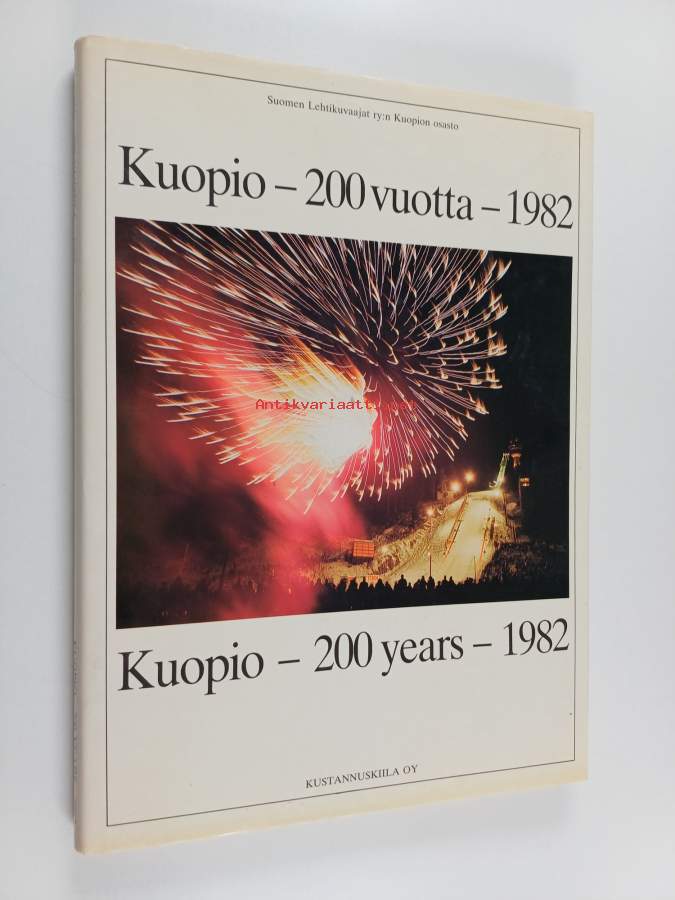 Suomen Lehtikuvaajat ry:n Kuopion osasto
Kuopio – 200 vuotta – 1982
Antikvariaatti.net
Kuopio – 200 years – 1982
KUSTANNUSKIILA OY